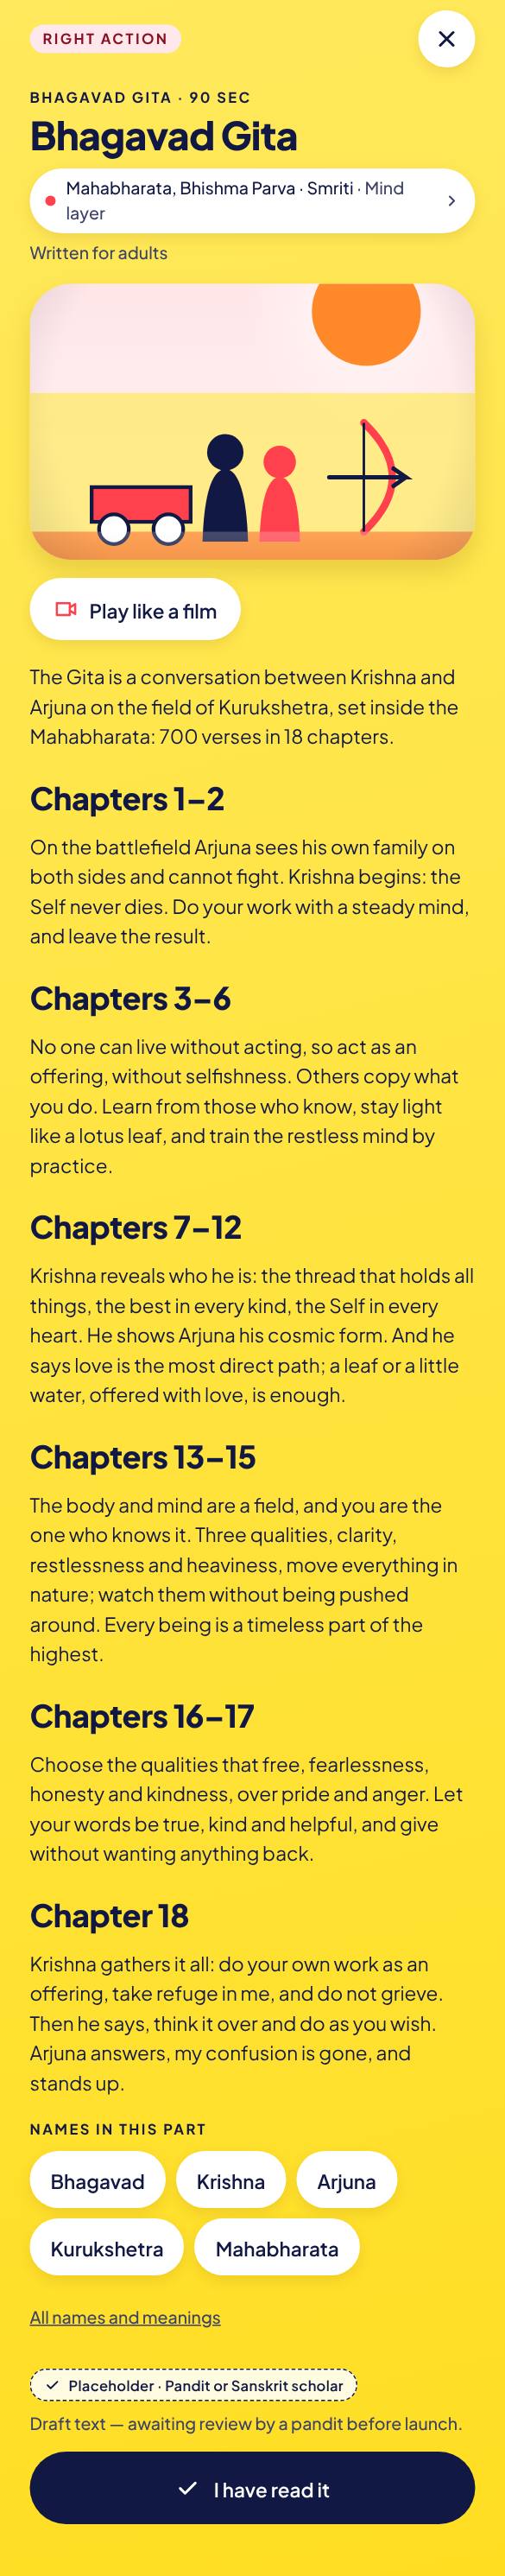 RIGHT ACTION
BHAGAVAD GITA · 90 SEC
Bhagavad Gita
Mahabharata, Bhishma Parva · Smriti · Mind
layer
Written for adults
Play like a film
The Gita is a conversation between Krishna and
Arjuna on the field of Kurukshetra, set inside the
Mahabharata: 700 verses in 18 chapters.
Chapters 1–2
On the battlefield Arjuna sees his own family on
both sides and cannot fight. Krishna begins: the
Self never dies. Do your work with a steady mind,
and leave the result.
Chapters 3–6
No one can live without acting, so act as an
offering, without selfishness. Others copy what
you do. Learn from those who know, stay light
like a lotus leaf, and train the restless mind by
practice.
Chapters 7–12
Krishna reveals who he is: the thread that holds all
things, the best in every kind, the Self in every
heart. He shows Arjuna his cosmic form. And he
says love is the most direct path; a leaf or a little
water, offered with love, is enough.
Chapters 13–15
The body and mind are a field, and you are the
one who knows it. Three qualities, clarity,
restlessness and heaviness, move everything in
nature; watch them without being pushed
around. Every being is a timeless part of the
highest.
Chapters 16–17
Choose the qualities that free, fearlessness,
honesty and kindness, over pride and anger. Let
your words be true, kind and helpful, and give
without wanting anything back.
Chapter 18
Krishna gathers it all: do your own work as an
offering, take refuge in me, and do not grieve.
Then he says, think it over and do as you wish.
Arjuna answers, my confusion is gone, and
stands up.
NAMES IN THIS PART
Bhagavad Krishna Arjuna
Kurukshetra Mahabharata
All names and meanings
Placeholder · Pandit or Sanskrit scholar
Draft text — awaiting review by a pandit before launch.
I have read it